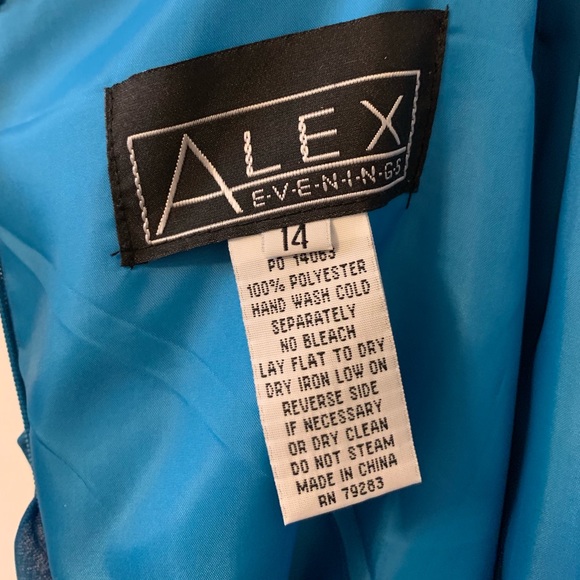 ALEX
E·V·E·N·I·N·G·S
14
PO 14063
100% POLYESTER
HAND WASH COLD
SEPARATELY
NO BLEACH
LAY FLAT TO DRY
DRY IRON LOW ON
REVERSE SIDE
IF NECESSARY
OR DRY CLEAN
DO NOT STEAM
MADE IN CHINA
RN 79283